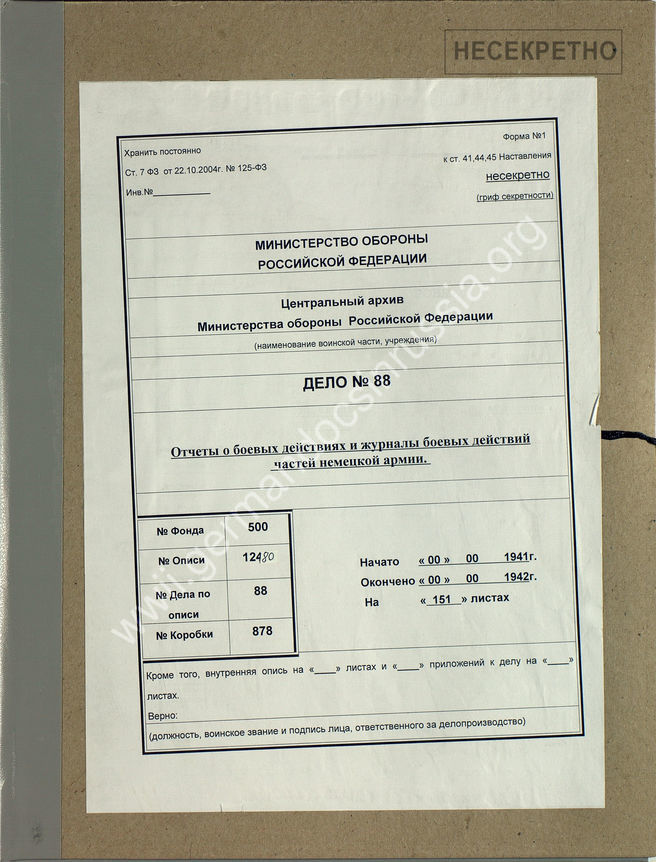 НЕСЕКРЕТНО
Форма №1
Хранить постоянно
к ст. 41,44,45 Наставления
Ст. 7 ФЗ от 22.10.2004г. № 125-ФЗ
несекретно
Инв.№__________
(гриф секретности)
МИНИСТЕРСТВО ОБОРОНЫ
РОССИЙСКОЙ ФЕДЕРАЦИИ
Центральный архив
Министерства обороны Российской Федерации
(наименование воинской части, учреждения)
ДЕЛО № 88
Отчеты о боевых действиях и журналы боевых действий
частей немецкой армии.
№ Фонда 500
№ Описи 12480
№ Дела по описи 88
№ Коробки 878
Начато « 00 » 00 1941г.
Окончено « 00 » 00 1942г.
На « 151 » листах
Кроме того, внутренняя опись на «___» листах и «___» приложений к делу на «___»
листах.
Верно:
(должность, воинское звание и подпись лица, ответственного за делопроизводство)
www.germandocsinrussia.org